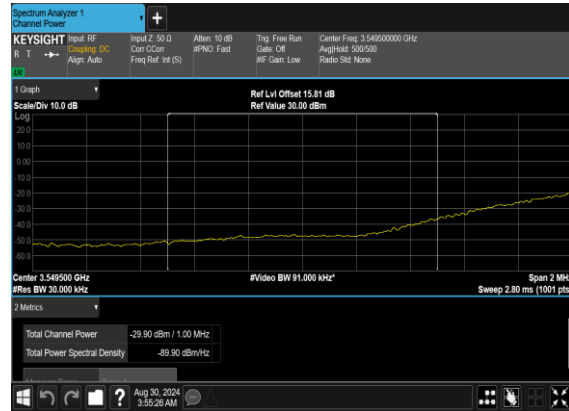 Spectrum Analyzer 1
Channel Power
+
KEYSIGHT Input: RF Input Z: 50 Ω Atten: 10 dB Trig: Free Run Center Freq: 3.549500000 GHz
R T Coupling: DC Corr CCorr #PNO: Fast Gate: Off Avg|Hold: 500/500
Align: Auto Freq Ref: Int (S) #IF Gain: Low Radio Std: None
1 Graph Ref Lvl Offset 15.81 dB
Scale/Div 10.0 dB Ref Value 30.00 dBm
Log
20.0
10.0
0.00
-10.0
-20.0
-30.0
-40.0
-50.0
-60.0
Center 3.549500 GHz #Video BW 91.000 kHz* Span 2 MHz
#Res BW 30.000 kHz Sweep 2.80 ms (1001 pts
2 Metrics
Total Channel Power -29.90 dBm / 1.00 MHz
Total Power Spectral Density -89.90 dBm/Hz
? Aug 30, 2024
3:55:26 AM